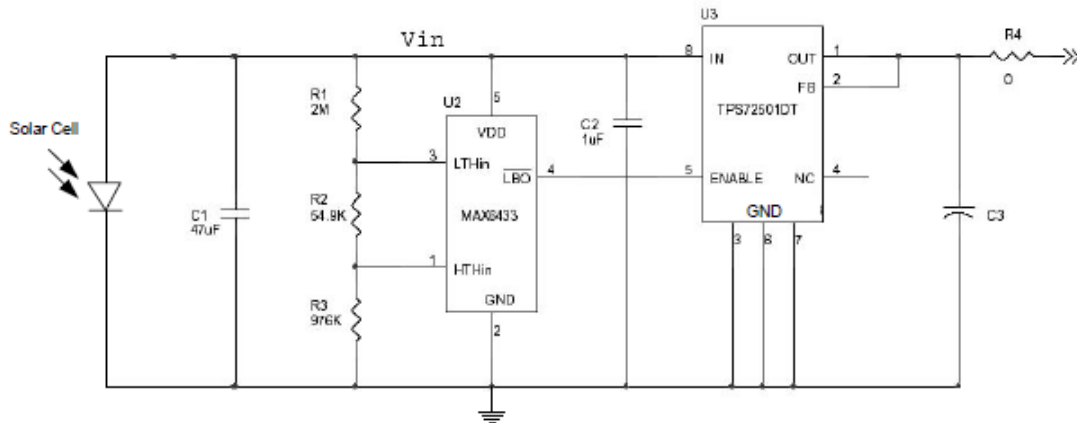 Vin
U3
R4
0
8
IN
OUT
1
FB
2
TPS72501DT
5
ENABLE
NC
4
GND
3
6
7
C3
Solar Cell
C1
47uF
R1
2M
R2
54.9K
R3
976K
U2
5
VDD
3
LTHin
LBO
4
MAX6433
1
HTHin
GND
2
C2
1uF